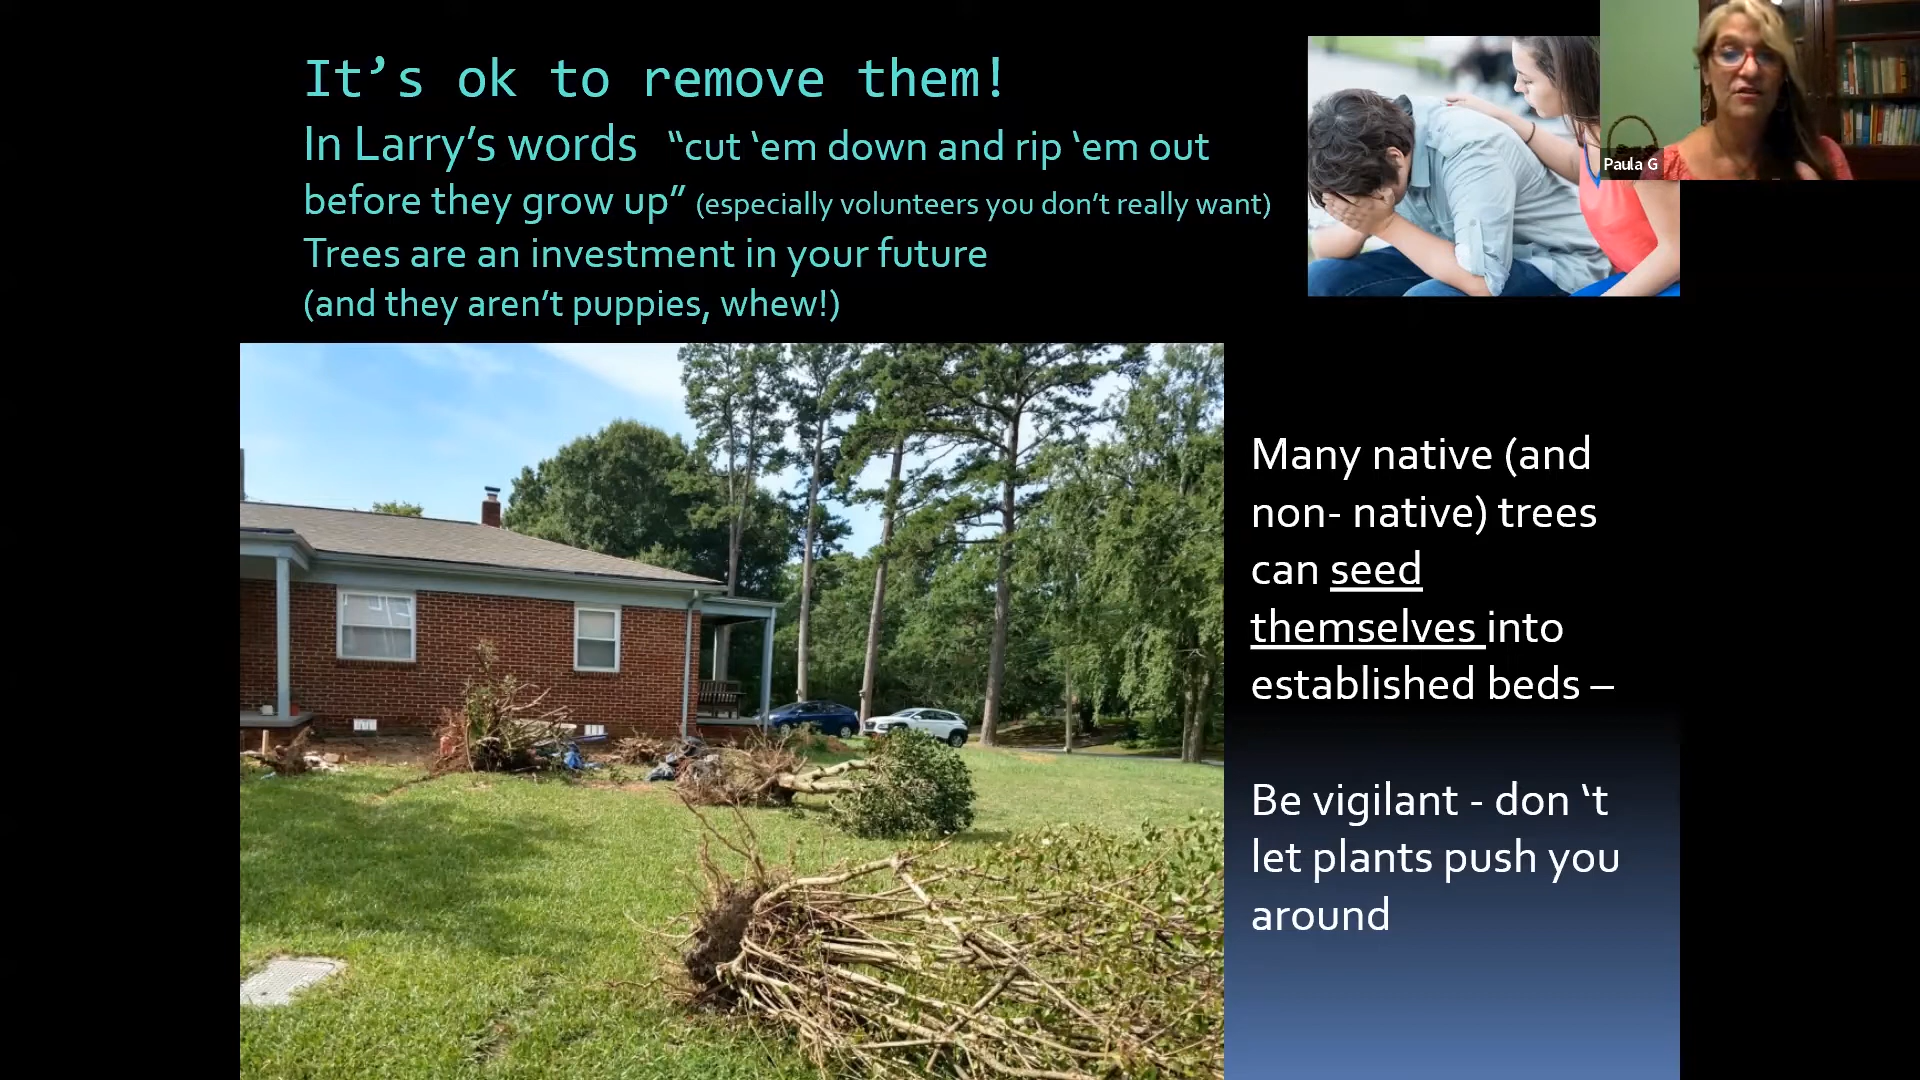 It’s ok to remove them!
In Larry’s words “cut ‘em down and rip ‘em out
before they grow up” (especially volunteers you don’t really want)
Trees are an investment in your future
(and they aren’t puppies, whew!)
Paula G
Many native (and
non- native) trees
can seed
themselves into
established beds –
Be vigilant - don ‘t
let plants push you
around